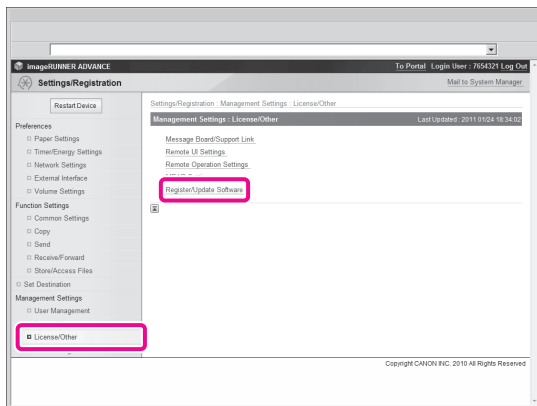 imageRUNNER ADVANCE
To Portal Login User : 7654321 Log Out
Settings/Registration
Mail to System Manager
Restart Device
Settings/Registration : Management Settings : License/Other
Management Settings : License/Other
Last Updated : 2011 01/24 18:34:02
Preferences
Paper Settings
Timer/Energy Settings
Network Settings
External Interface
Volume Settings
Function Settings
Common Settings
Copy
Send
Receive/Forward
Store/Access Files
Set Destination
Management Settings
User Management
License/Other
Message Board/Support Link
Remote UI Settings
Remote Operation Settings
Register/Update Software
Copyright CANON INC. 2010 All Rights Reserved